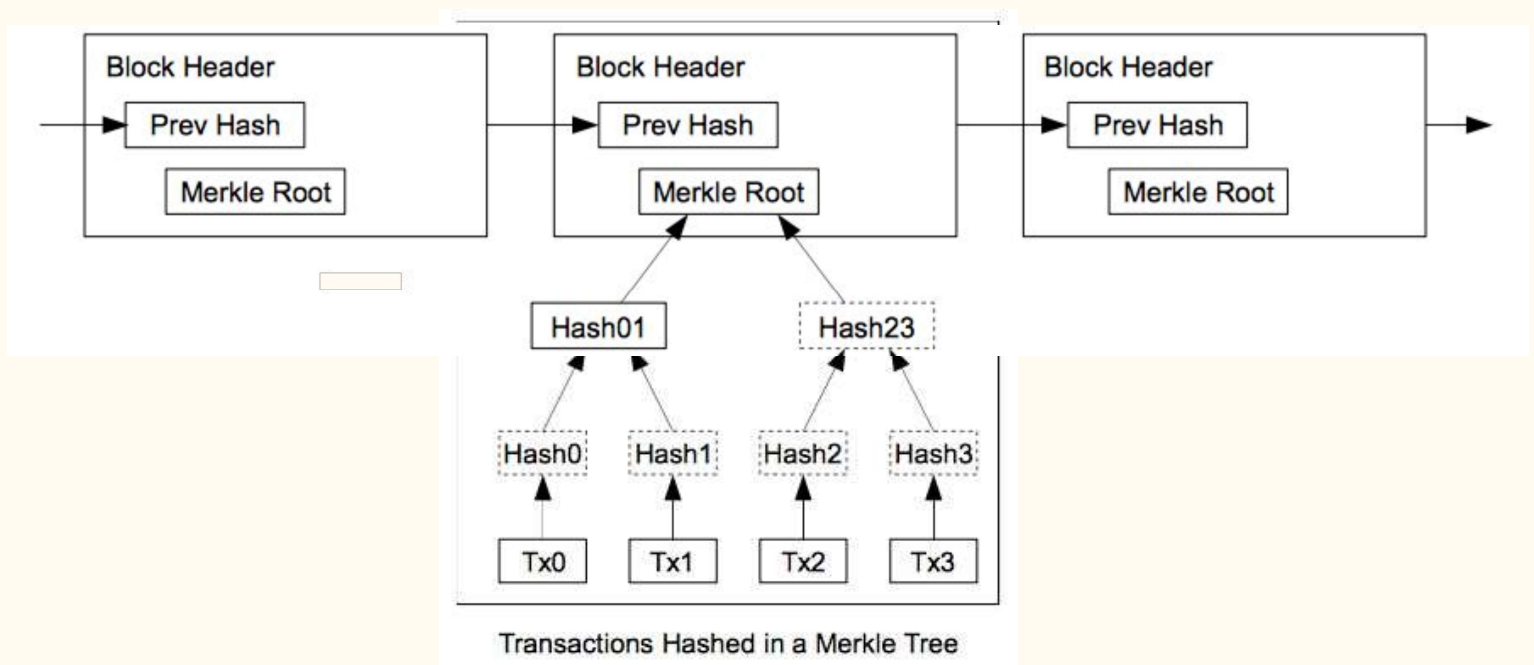 Block Header
Block Header
Block Header
Prev Hash
Prev Hash
Prev Hash
Merkle Root
Merkle Root
Merkle Root
Hash01
Hash23
Hash0
Hash1
Hash2
Hash3
Tx0
Tx1
Tx2
Tx3
Transactions Hashed in a Merkle Tree